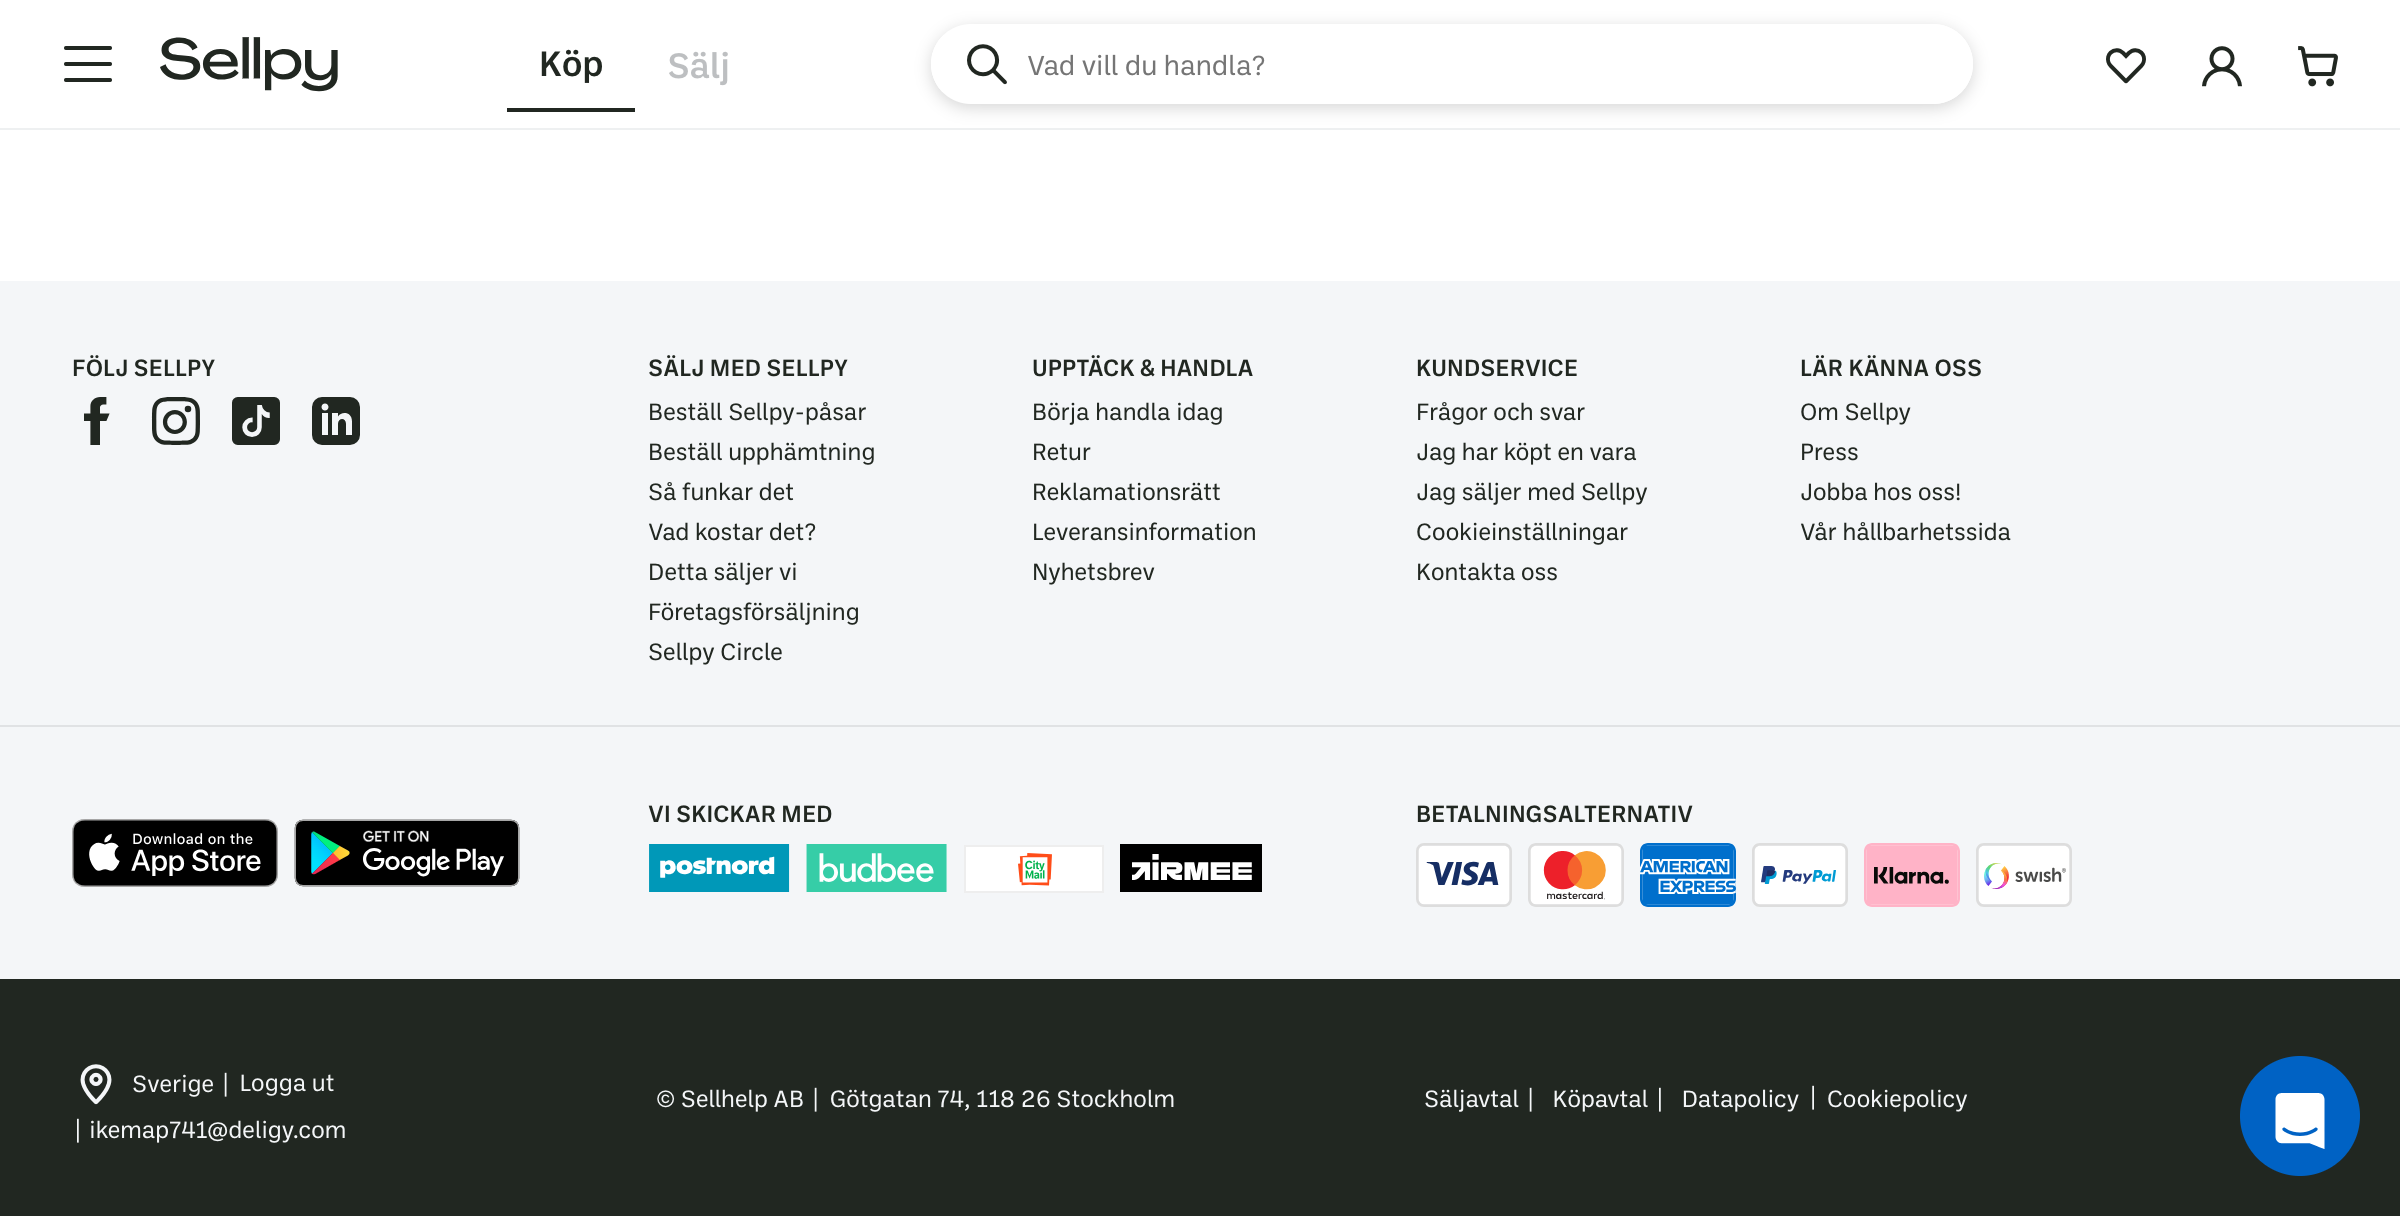 Sellpy
Köp
Sälj
Vad vill du handla?
FÖLJ SELLPY
SÄLJ MED SELLPY
Beställ Sellpy-påsar
Beställ upphämtning
Så funkar det
Vad kostar det?
Detta säljer vi
Företagsförsäljning
Sellpy Circle
UPPTÄCK & HANDLA
Börja handla idag
Retur
Reklamationsrätt
Leveransinformation
Nyhetsbrev
KUNDSERVICE
Frågor och svar
Jag har köpt en vara
Jag säljer med Sellpy
Cookieinställningar
Kontakta oss
LÄR KÄNNA OSS
Om Sellpy
Press
Jobba hos oss!
Vår hållbarhetssida
Download on the
App Store
GET IT ON
Google Play
VI SKICKAR MED
postnord
budbee
City
Mail
AIRMEE
BETALNINGSALTERNATIV
VISA
mastercard.
AMERICAN
EXPRESS
PayPal
Klarna.
swish®
Sverige | Logga ut
| ikemap741@deligy.com
© Sellhelp AB | Götgatan 74, 118 26 Stockholm
Säljavtal | Köpavtal | Datapolicy | Cookiepolicy